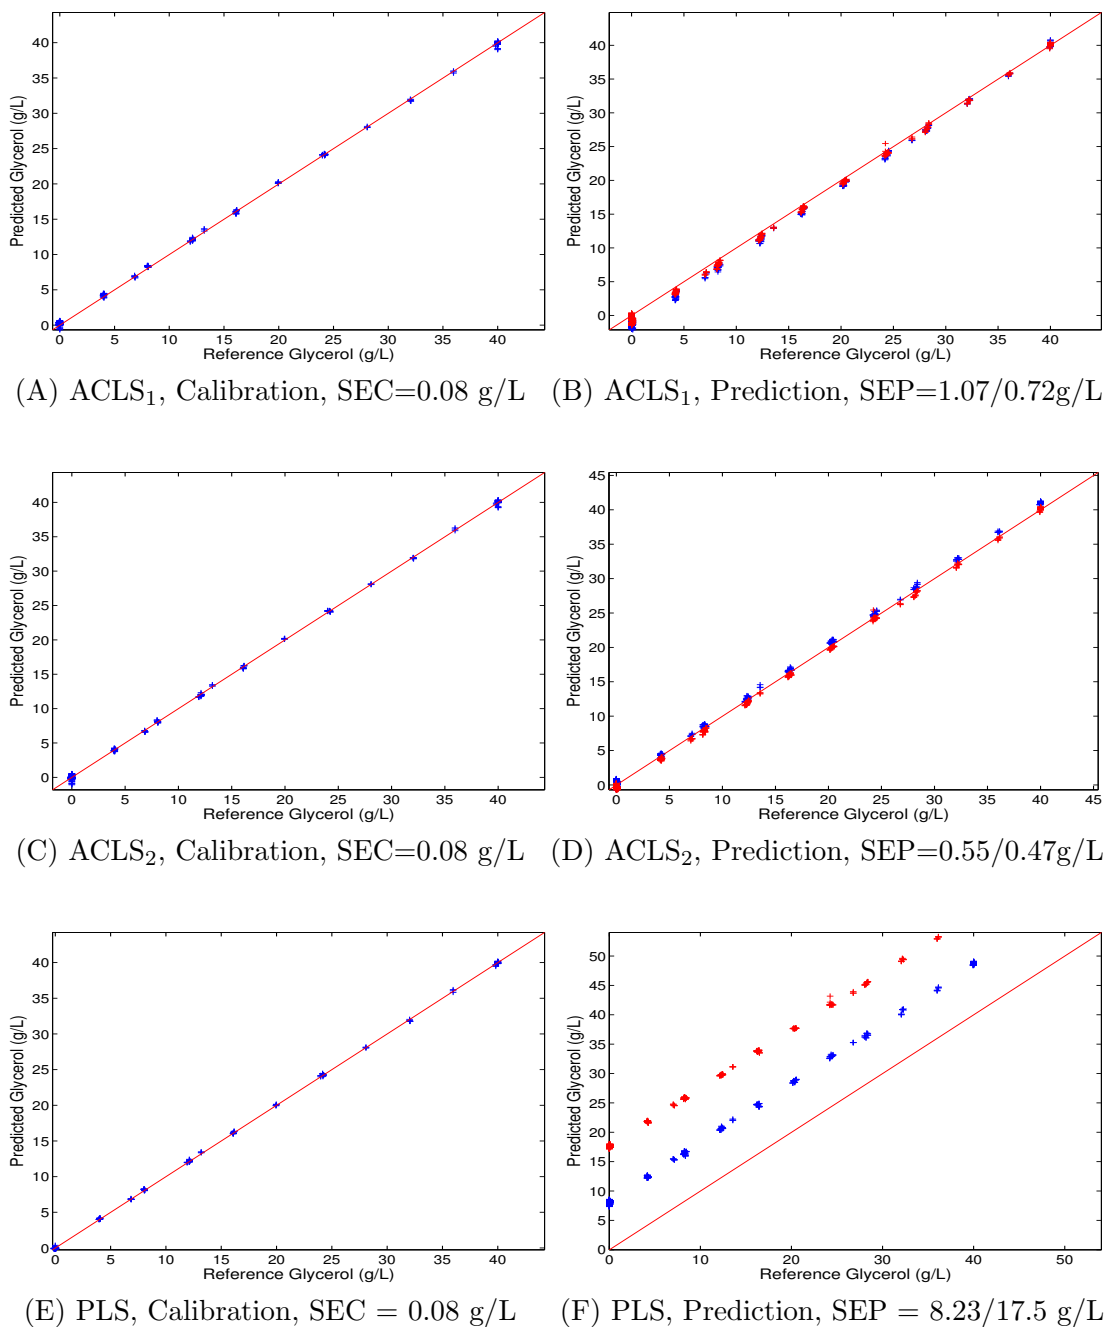 40
35
30
25
20
15
10
5
0
Predicted Glycerol (g/L)
0 5 10 15 20 25 30 35 40
Reference Glycerol (g/L)
(A) ACLS₁, Calibration, SEC=0.08 g/L
40
35
30
25
20
15
10
5
0
Predicted Glycerol (g/L)
0 5 10 15 20 25 30 35 40
Reference Glycerol (g/L)
(B) ACLS₁, Prediction, SEP=1.07/0.72g/L
40
35
30
25
20
15
10
5
0
Predicted Glycerol (g/L)
0 5 10 15 20 25 30 35 40
Reference Glycerol (g/L)
(C) ACLS₂, Calibration, SEC=0.08 g/L
45
40
35
30
25
20
15
10
5
0
Predicted Glycerol (g/L)
0 5 10 15 20 25 30 35 40 45
Reference Glycerol (g/L)
(D) ACLS₂, Prediction, SEP=0.55/0.47g/L
40
35
30
25
20
15
10
5
0
Predicted Glycerol (g/L)
0 5 10 15 20 25 30 35 40
Reference Glycerol (g/L)
(E) PLS, Calibration, SEC = 0.08 g/L
50
45
40
35
30
25
20
15
10
5
0
Predicted Glycerol (g/L)
0 10 20 30 40 50
Reference Glycerol (g/L)
(F) PLS, Prediction, SEP = 8.23/17.5 g/L